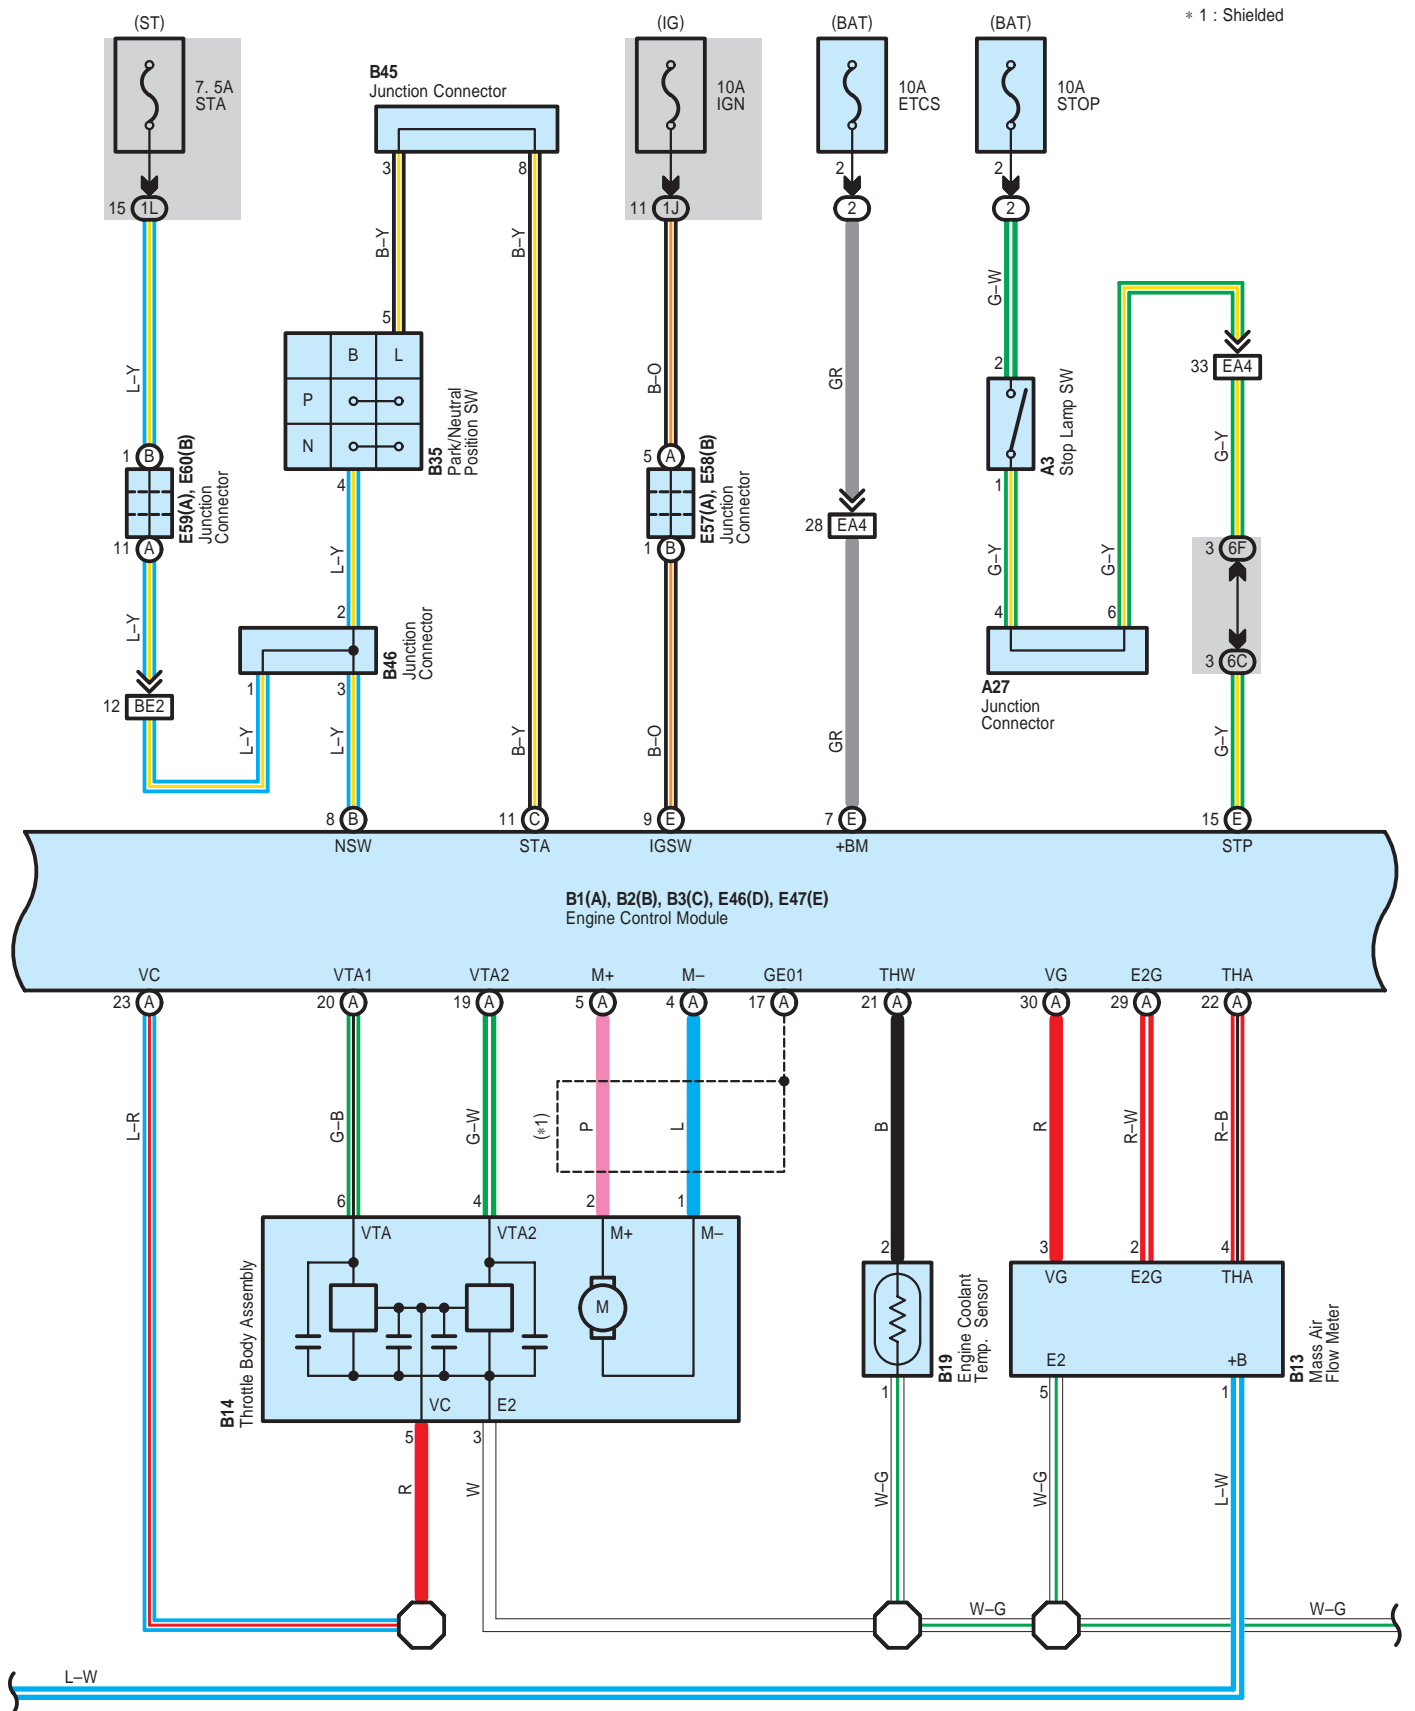 (ST)
(IG)
(BAT)
(BAT)
∗ 1 : Shielded
7. 5A
STA
B45
Junction Connector
10A
IGN
10A
ETCS
10A
STOP
3
8
2
2
15
1L
11
1J
2
2
B–Y
B–Y
G–W
5
L–Y
B
L
P
N
B35
Park/Neutral
Position SW
B–O
GR
2
33
EA4
A3
Stop Lamp SW
1
B
E59(A), E60(B)
Junction
Connector
11
A
4
5
A
E57(A), E58(B)
Junction
Connector
1
B
28
EA4
1
G–Y
3
6F
L–Y
L–Y
G–Y
G–Y
2
4
6
B46
Junction
Connector
1
3
3
6C
12
BE2
A27
Junction
Connector
L–Y
L–Y
B–Y
B–O
GR
G–Y
8
B
11
C
9
E
7
E
15
E
NSW
STA
IGSW
+BM
STP
B1(A), B2(B), B3(C), E46(D), E47(E)
Engine Control Module
VC
VTA1
VTA2
M+
M–
GE01
THW
VG
E2G
THA
23
A
20
A
19
A
5
A
4
A
17
A
21
A
30
A
29
A
22
A
L–R
G–B
G–W
(∗1)
P
L
B
R
R–W
R–B
6
4
2
1
VTA
VTA2
M+
M–
2
3
2
4
VG
E2G
THA
M
B14
Throttle Body Assembly
B19
Engine Coolant
Temp. Sensor
E2
+B
B13
Mass Air
Flow Meter
VC
E2
1
5
1
5
3
R
W
W–G
W–G
L–W
W–G
W–G
L–W